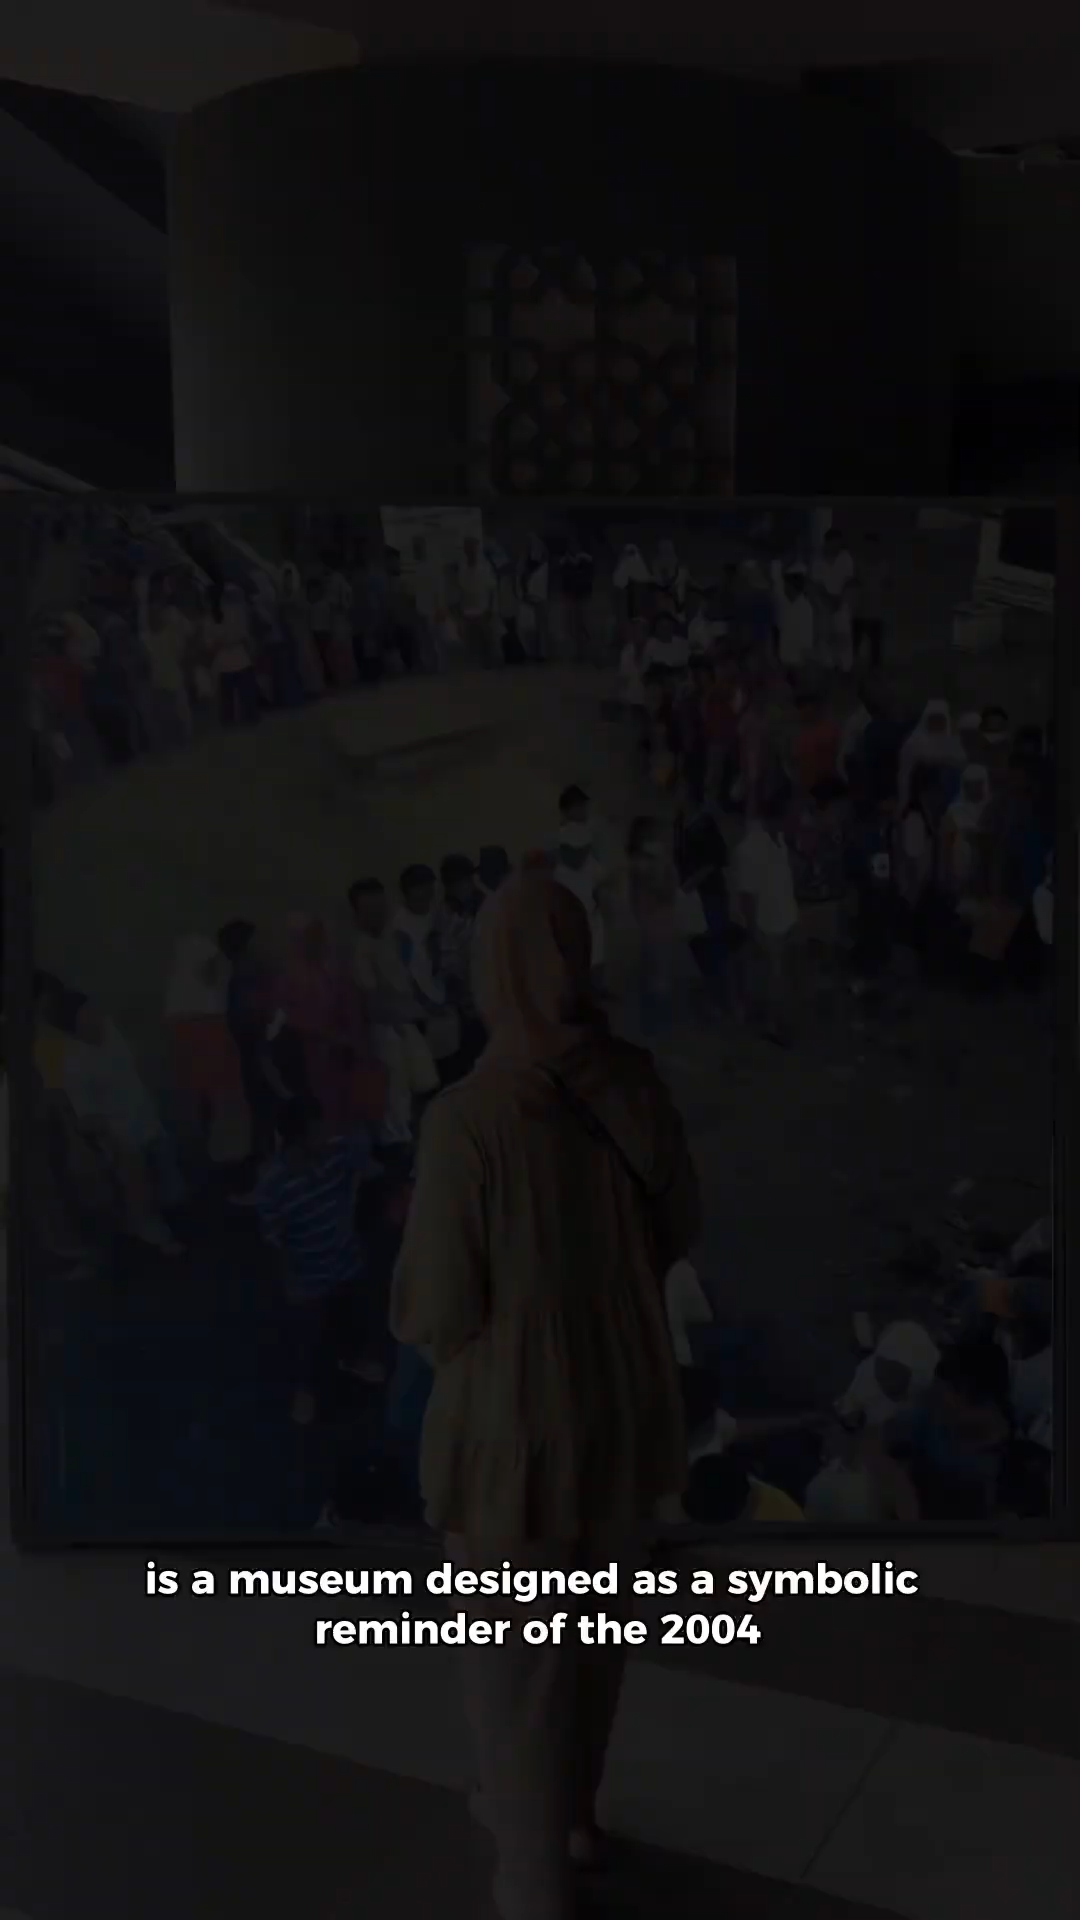 is a museum designed as a symbolic
reminder of the 2004